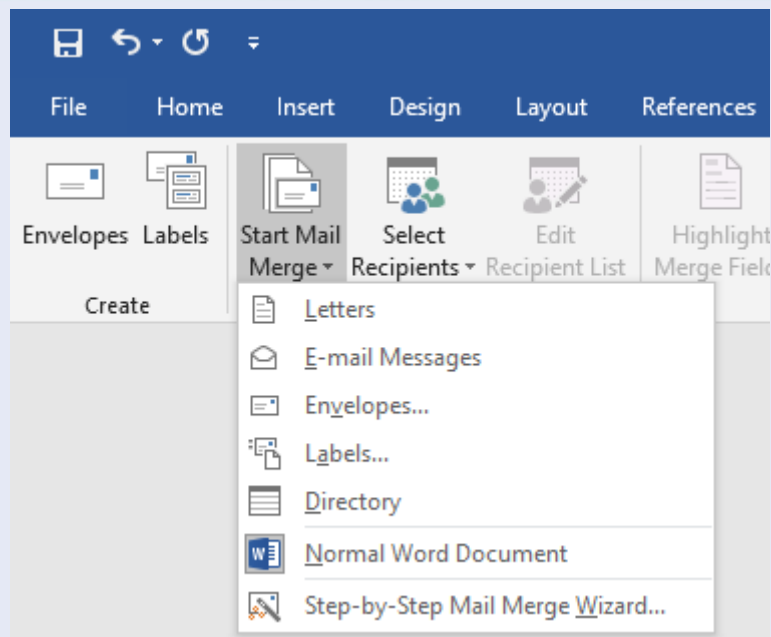 File Home Insert Design Layout References
Envelopes Labels Start Mail Select Edit Highlight
Merge Recipients Recipient List Merge Field
Create
Letters
E-mail Messages
Envelopes...
Labels...
Directory
Normal Word Document
Step-by-Step Mail Merge Wizard...